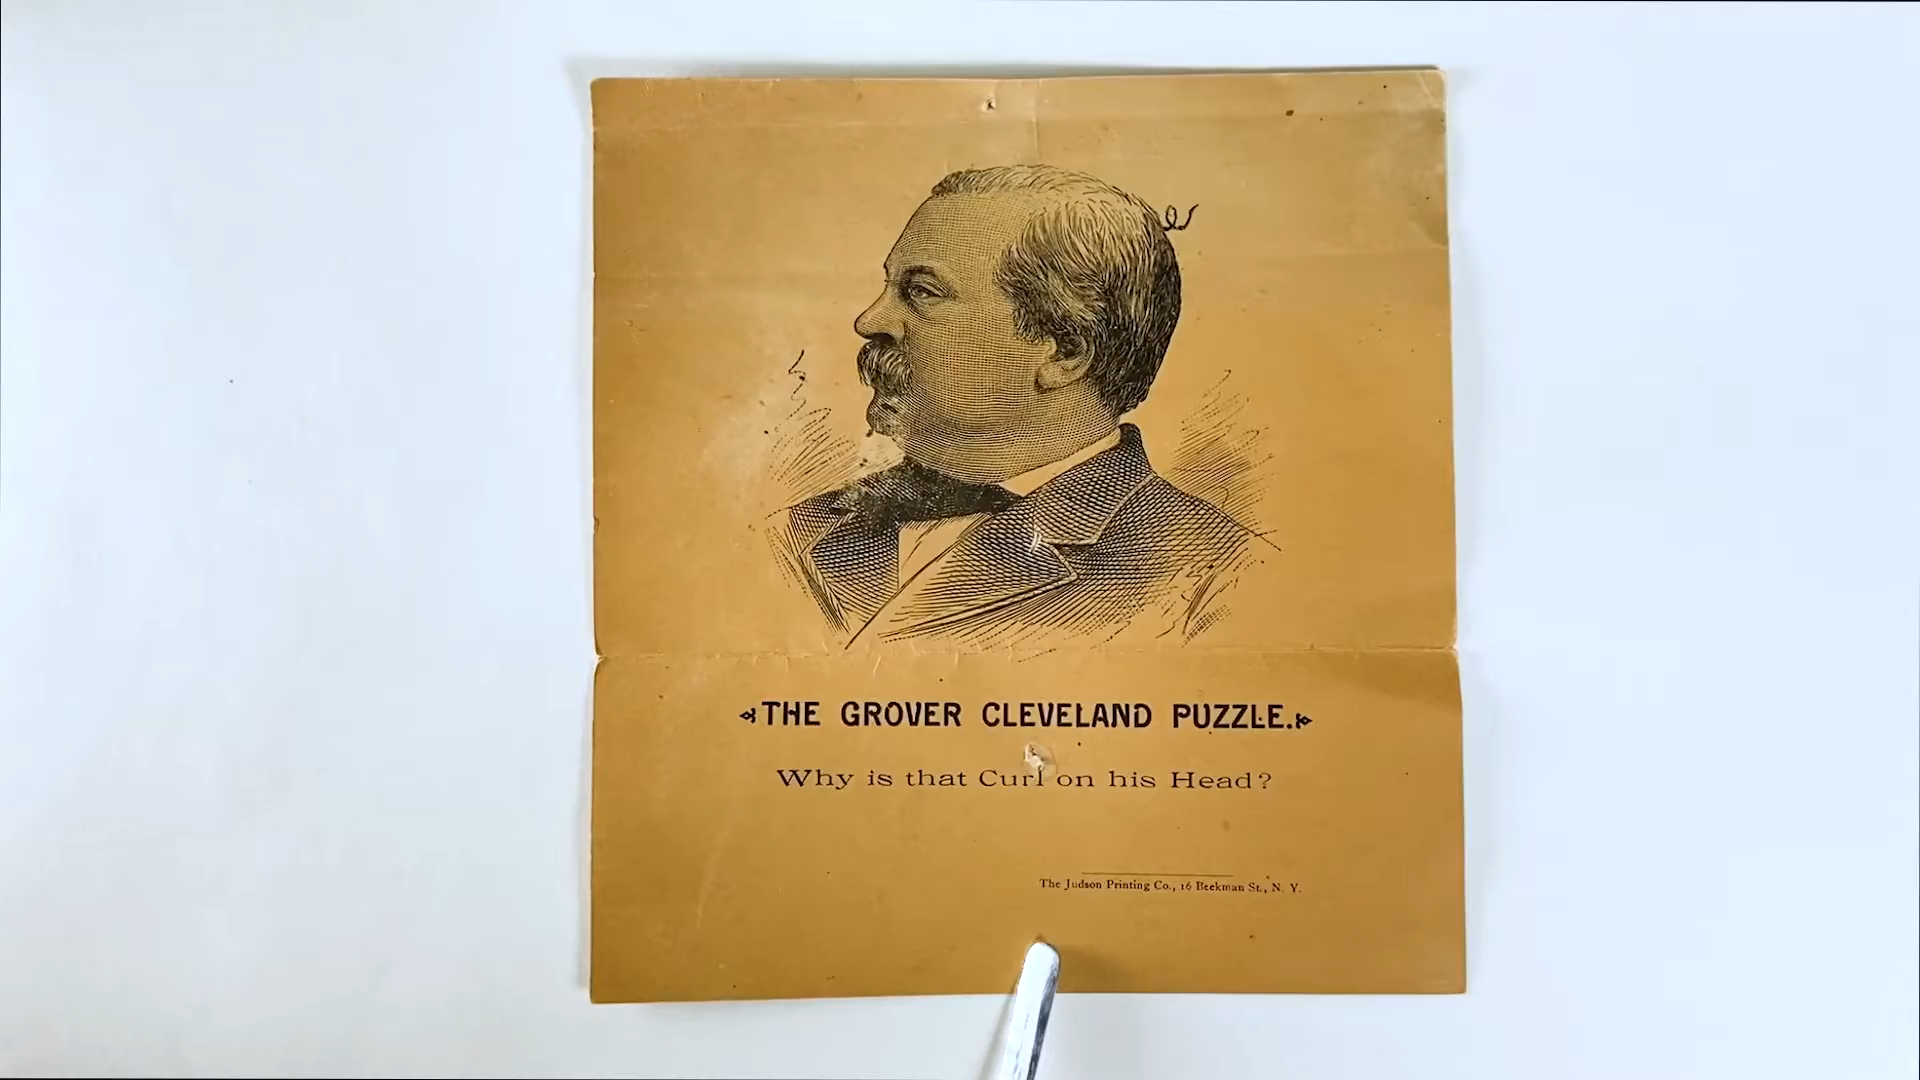 THE GROVER CLEVELAND PUZZLE.
Why is that Curl on his Head?
The Judson Printing Co., 16 Beekman St., N. Y.